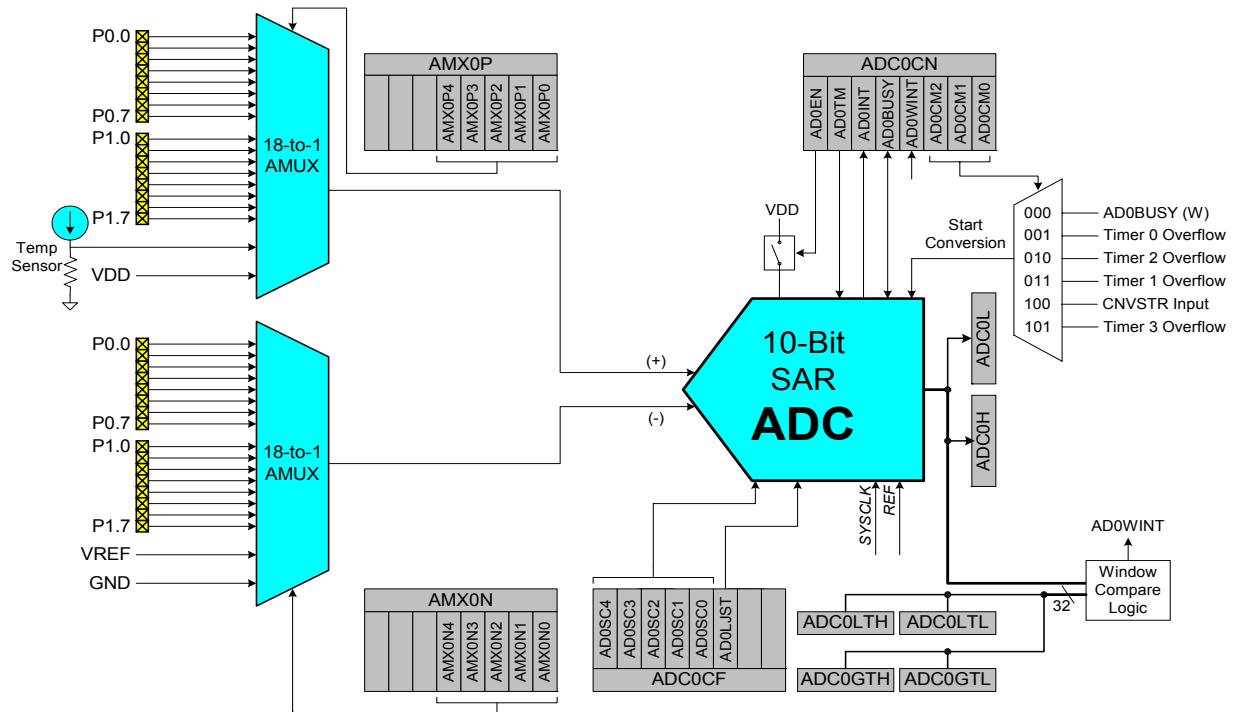 P0.0
P0.7
P1.0
P1.7
18-to-1
AMUX
Temp
Sensor
VDD
AMX0P
AMX0P4
AMX0P3
AMX0P2
AMX0P1
AMX0P0
ADC0CN
AD0EN
AD0TM
AD0INT
AD0BUSY
AD0WINT
AD0CM2
AD0CM1
AD0CM0
VDD
Start
Conversion
000
AD0BUSY (W)
001
Timer 0 Overflow
010
Timer 2 Overflow
011
Timer 1 Overflow
100
CNVSTR Input
101
Timer 3 Overflow
P0.0
P0.7
P1.0
P1.7
18-to-1
AMUX
VREF
GND
(+)
(-)
10-Bit
SAR
ADC
ADC0L
ADC0H
SYSCLK
REF
AMX0N
AMX0N4
AMX0N3
AMX0N2
AMX0N1
AMX0N0
AD0SC4
AD0SC3
AD0SC2
AD0SC1
AD0SC0
AD0LJST
ADC0CF
AD0WINT
Window
Compare
Logic
32
ADC0LTH
ADC0LTL
ADC0GTH
ADC0GTL